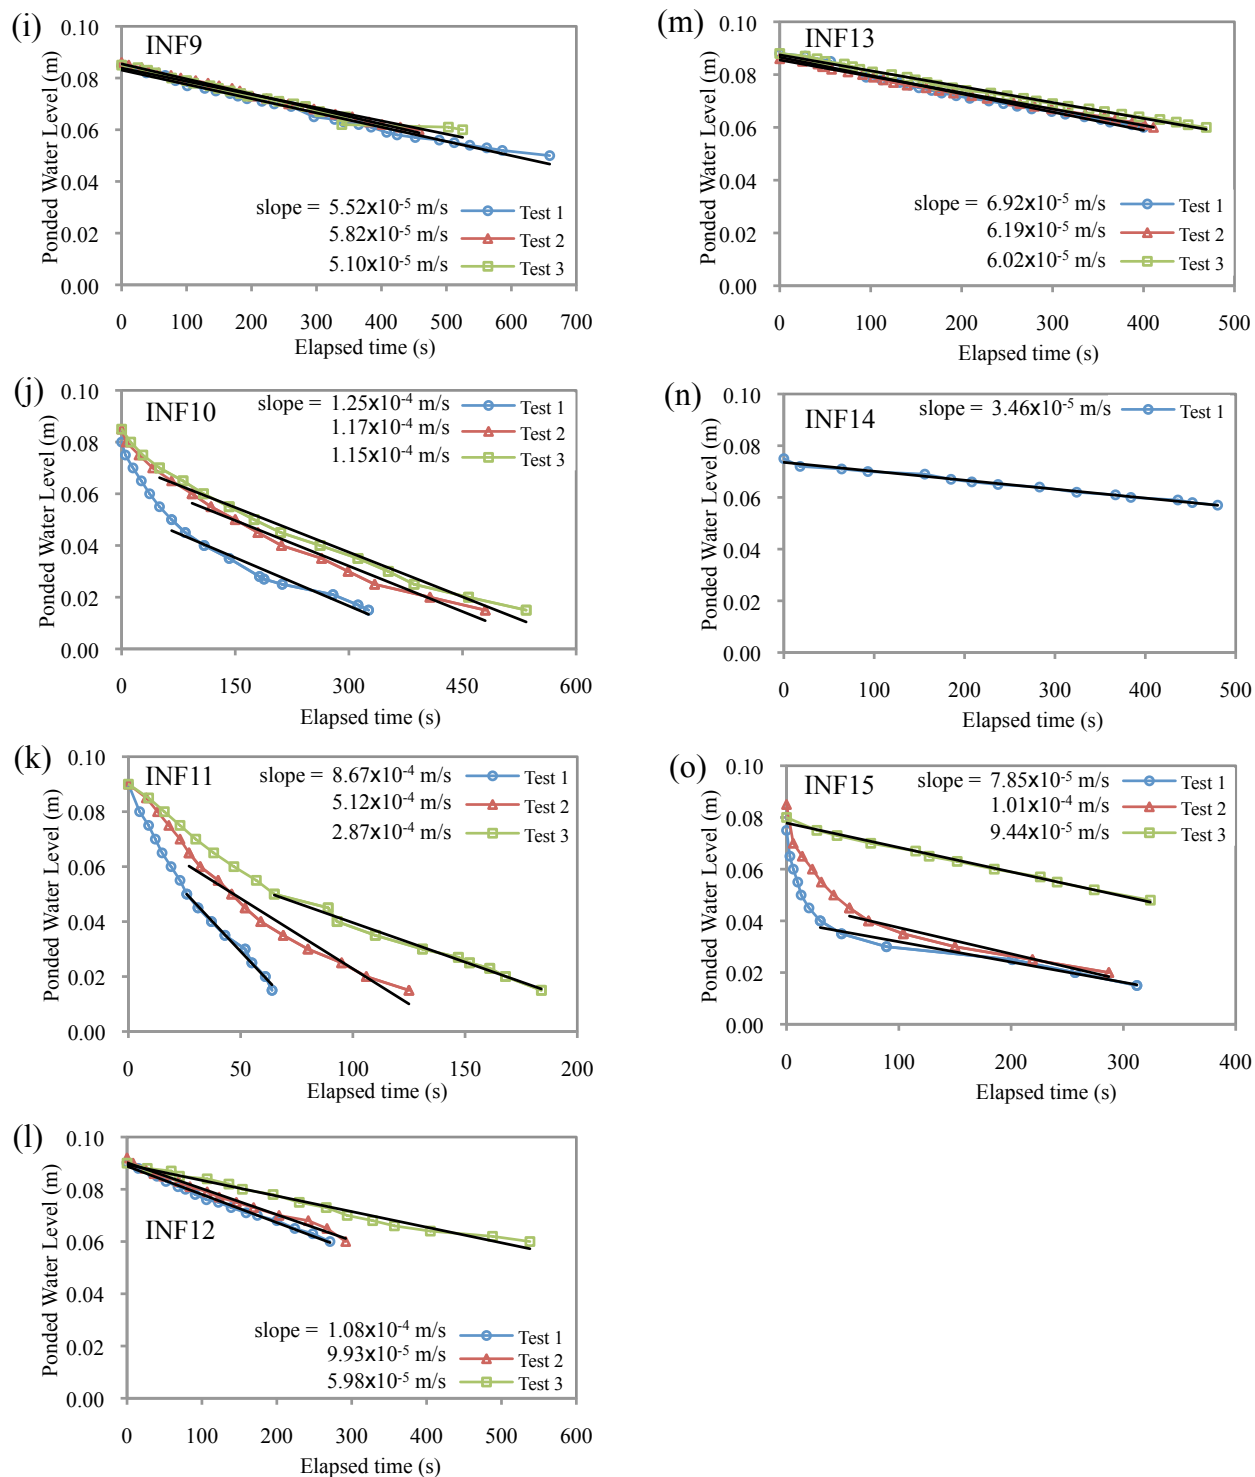 (i)
INF9
Ponded Water Level (m)
0.10
0.08
0.06
0.04
0.02
0.00
slope = 5.52x10-5 m/s Test 1
5.82x10-5 m/s Test 2
5.10x10-5 m/s Test 3
0 100 200 300 400 500 600 700
Elapsed time (s)
(m)
INF13
Ponded Water Level (m)
0.10
0.08
0.06
0.04
0.02
0.00
slope = 6.92x10-5 m/s Test 1
6.19x10-5 m/s Test 2
6.02x10-5 m/s Test 3
0 100 200 300 400 500
Elapsed time (s)
(j)
INF10
Ponded Water Level (m)
0.10
0.08
0.06
0.04
0.02
0.00
slope = 1.25x10-4 m/s Test 1
1.17x10-4 m/s Test 2
1.15x10-4 m/s Test 3
0 150 300 450 600
Elapsed time (s)
(n)
INF14
Ponded Water Level (m)
0.10
0.08
0.06
0.04
0.02
0.00
slope = 3.46x10-5 m/s Test 1
0 100 200 300 400 500
Elapsed time (s)
(k)
INF11
Ponded Water Level (m)
0.10
0.08
0.06
0.04
0.02
0.00
slope = 8.67x10-4 m/s Test 1
5.12x10-4 m/s Test 2
2.87x10-4 m/s Test 3
0 50 100 150 200
Elapsed time (s)
(o)
INF15
Ponded Water Level (m)
0.10
0.08
0.06
0.04
0.02
0.00
slope = 7.85x10-5 m/s Test 1
1.01x10-4 m/s Test 2
9.44x10-5 m/s Test 3
0 100 200 300 400
Elapsed time (s)
(l)
INF12
Ponded Water Level (m)
0.10
0.08
0.06
0.04
0.02
0.00
slope = 1.08x10-4 m/s Test 1
9.93x10-5 m/s Test 2
5.98x10-5 m/s Test 3
0 100 200 300 400 500 600
Elapsed time (s)